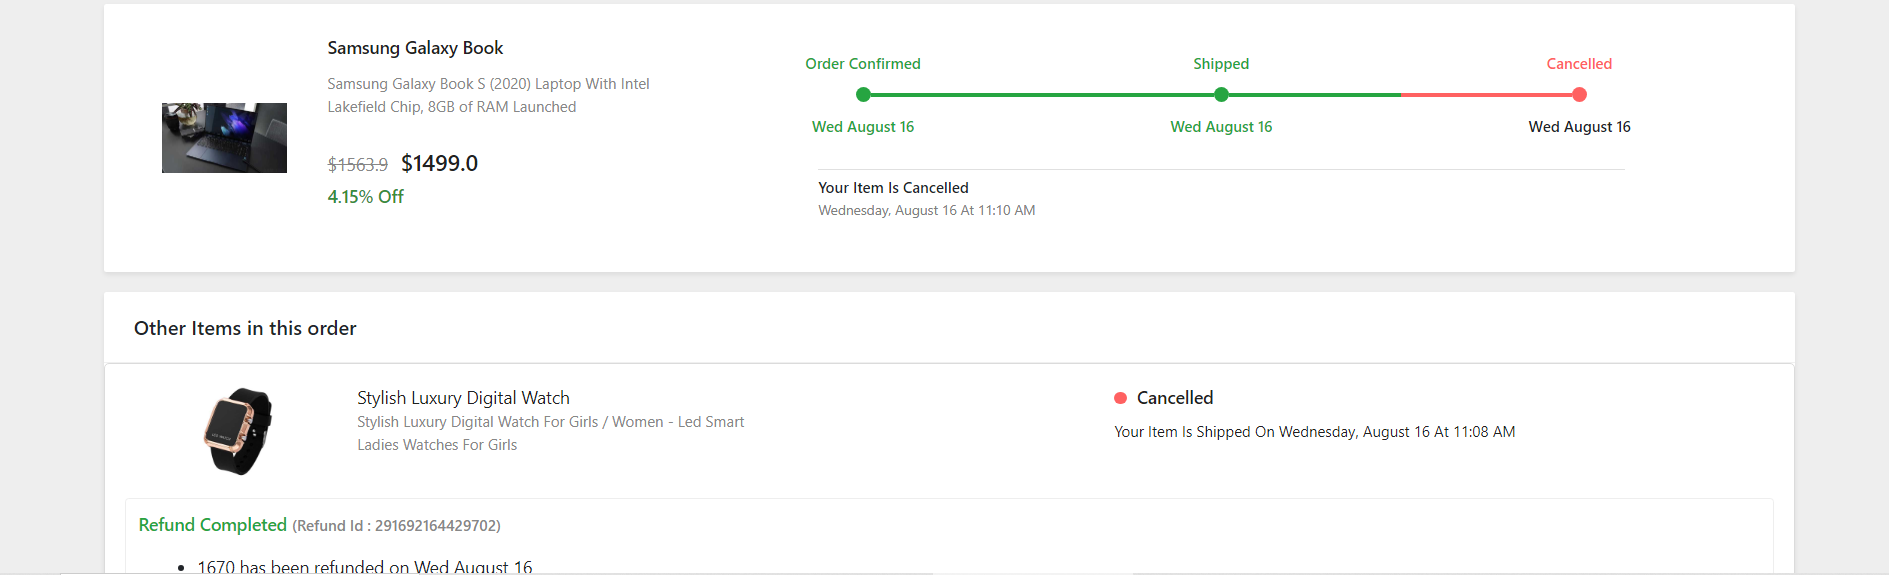 Samsung Galaxy Book
Samsung Galaxy Book S (2020) Laptop With Intel
Lakefield Chip, 8GB of RAM Launched
$1563.9 $1499.0
4.15% Off
Order Confirmed
Shipped
Cancelled
Wed August 16
Wed August 16
Wed August 16
Your Item Is Cancelled
Wednesday, August 16 At 11:10 AM
Other Items in this order
Stylish Luxury Digital Watch
Stylish Luxury Digital Watch For Girls / Women - Led Smart
Ladies Watches For Girls
Cancelled
Your Item Is Shipped On Wednesday, August 16 At 11:08 AM
Refund Completed (Refund Id : 291692164429702)
• 1670 has been refunded on Wed August 16